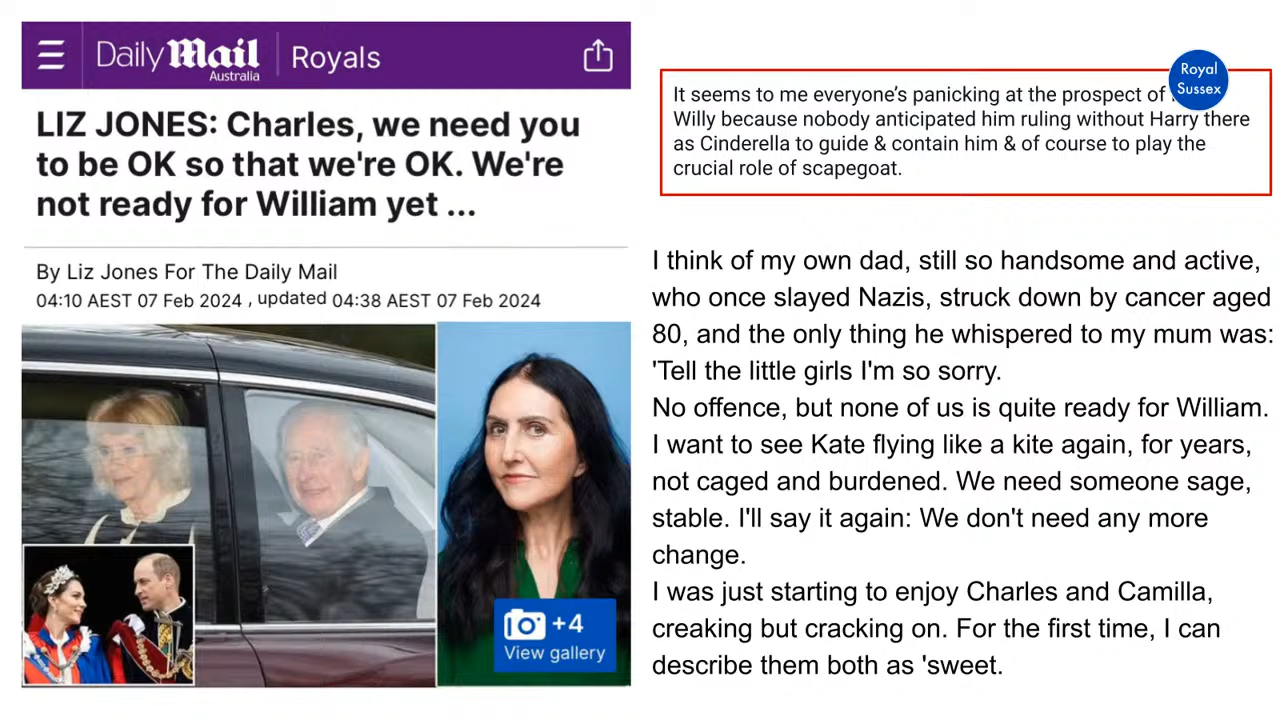 Daily Mail Australia
Royals
LIZ JONES: Charles, we need you
to be OK so that we're OK. We're
not ready for William yet ...
By Liz Jones For The Daily Mail
04:10 AEST 07 Feb 2024 , updated 04:38 AEST 07 Feb 2024
+4
View gallery
Royal
Sussex
It seems to me everyone's panicking at the prospect of
Willy because nobody anticipated him ruling without Harry there
as Cinderella to guide & contain him & of course to play the
crucial role of scapegoat.
I think of my own dad, still so handsome and active,
who once slayed Nazis, struck down by cancer aged
80, and the only thing he whispered to my mum was:
'Tell the little girls I'm so sorry.
No offence, but none of us is quite ready for William.
I want to see Kate flying like a kite again, for years,
not caged and burdened. We need someone sage,
stable. I'll say it again: We don't need any more
change.
I was just starting to enjoy Charles and Camilla,
creaking but cracking on. For the first time, I can
describe them both as 'sweet.